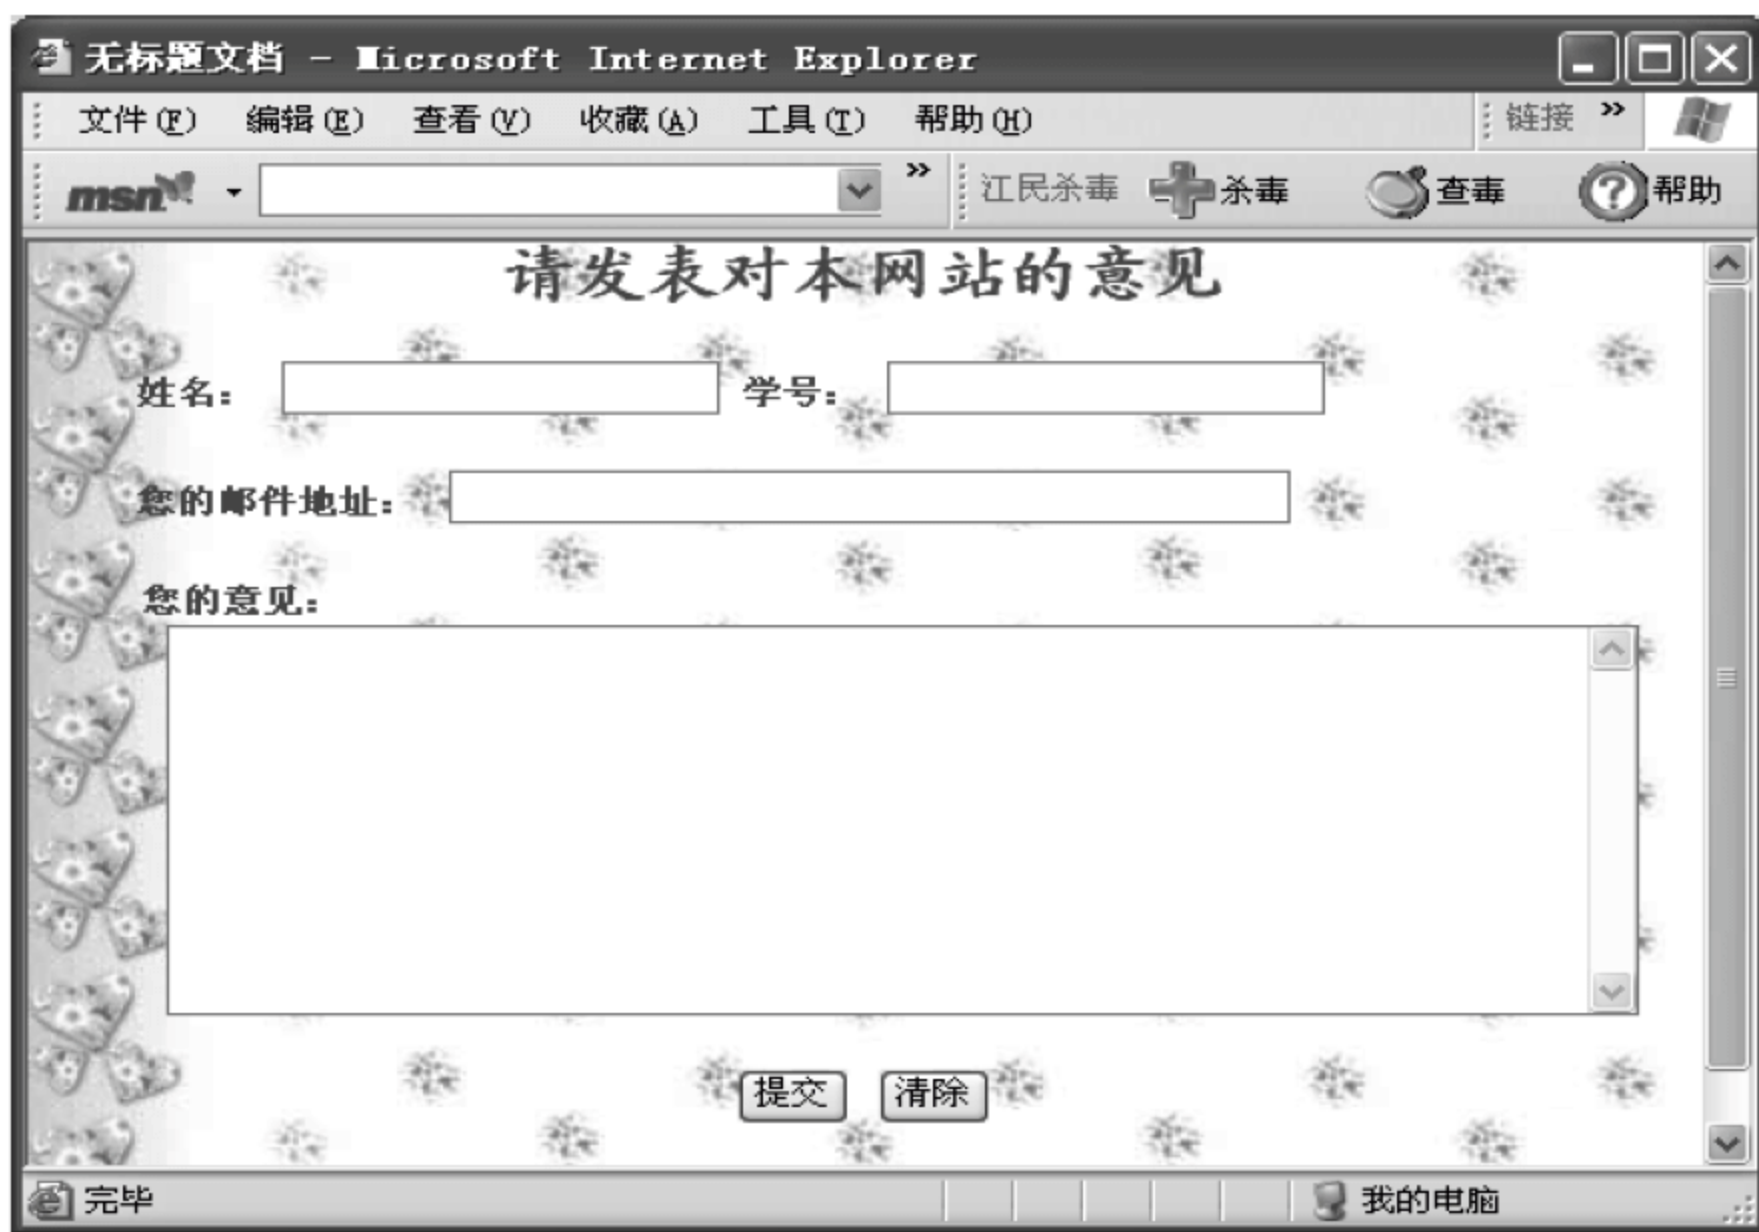 无标题文档 - Microsoft Internet Explorer
文件(F) 编辑(E) 查看(V) 收藏(A) 工具(T) 帮助(H) 链接 »
msn » 江民杀毒 杀毒 查毒 帮助
请发表对本网站的意见
姓名: 学号:
您的邮件地址:
您的意见:
提交 清除
完毕 我的电脑